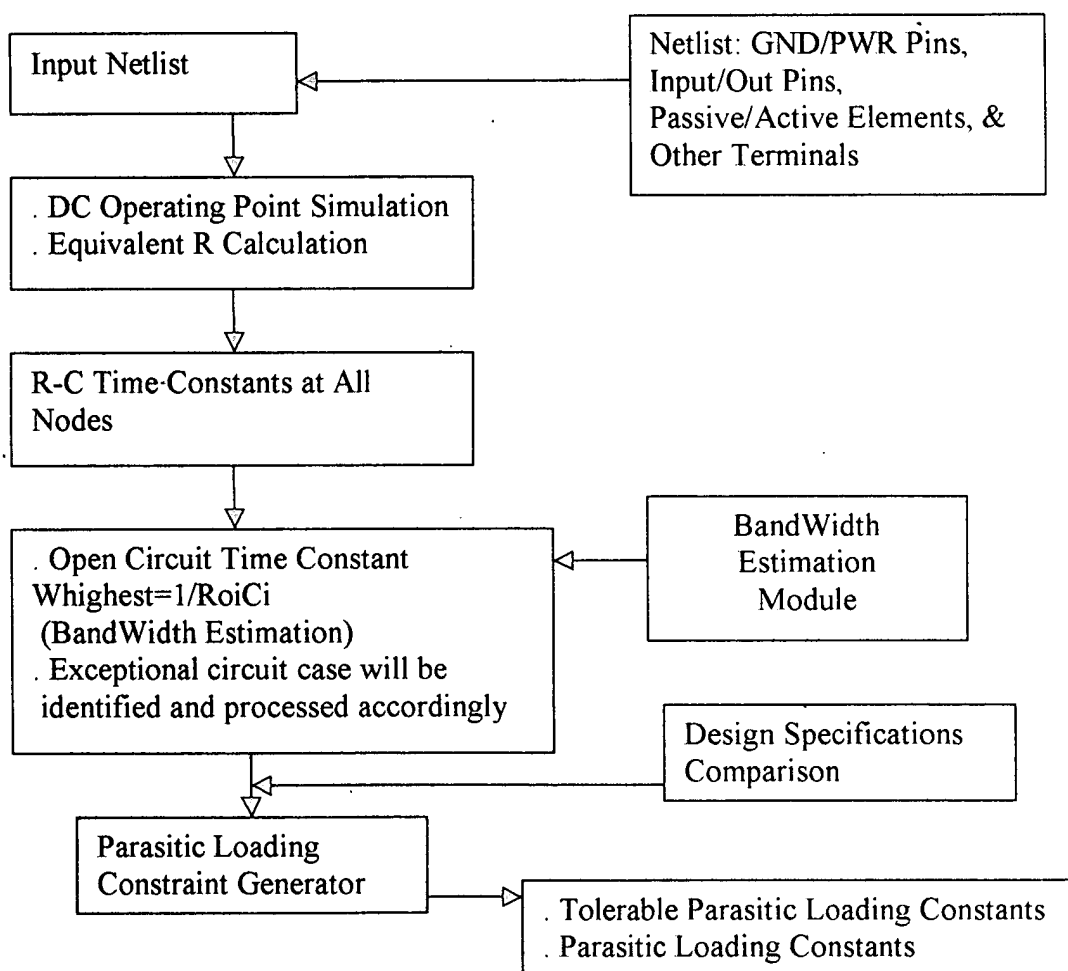 Input Netlist
Netlist: GND/PWR Pins,
Input/Out Pins,
Passive/Active Elements, &
Other Terminals
. DC Operating Point Simulation
. Equivalent R Calculation
R-C Time-Constants at All
Nodes
. Open Circuit Time Constant
Whighest=1/RoiCi
(BandWidth Estimation)
. Exceptional circuit case will be
identified and processed accordingly
BandWidth
Estimation
Module
Design Specifications
Comparison
Parasitic Loading
Constraint Generator
. Tolerable Parasitic Loading Constants
. Parasitic Loading Constants